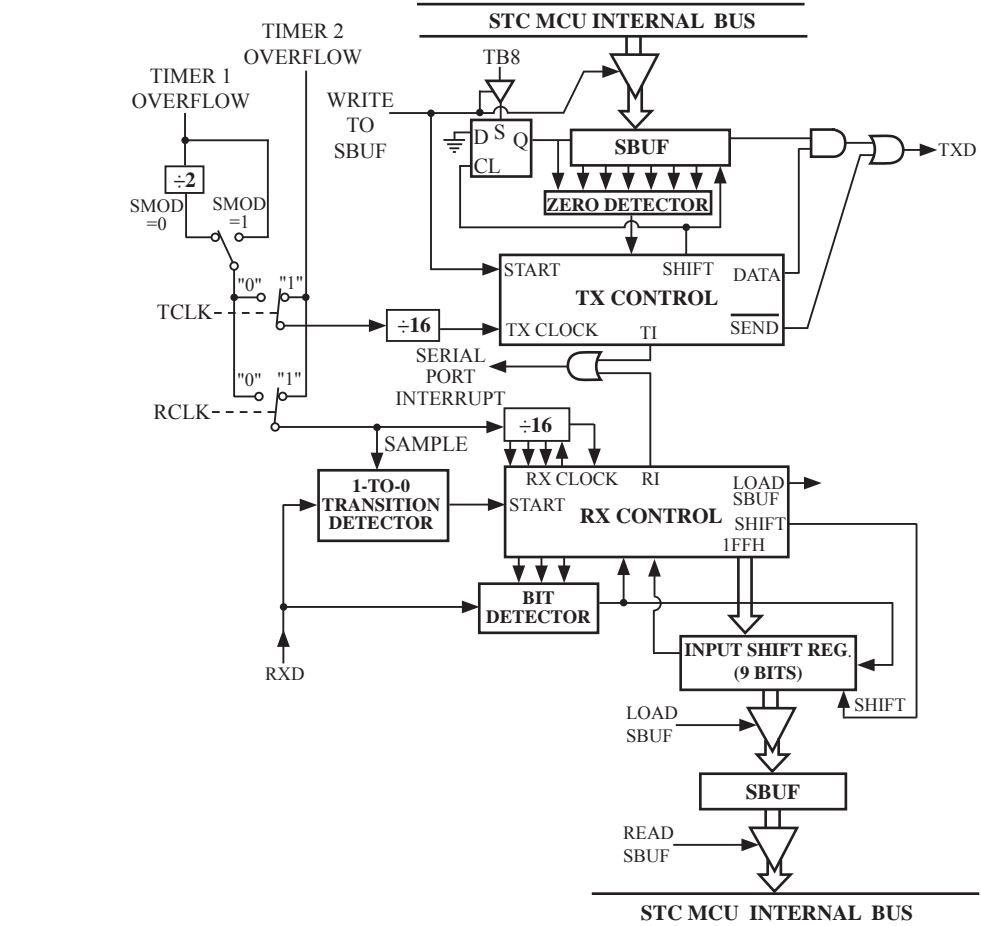 STC MCU INTERNAL BUS
TIMER 2
OVERFLOW
TB8
TIMER 1
OVERFLOW
WRITE
TO
SBUF
D S Q
CL
SBUF
TXD
÷2
ZERO DETECTOR
SMOD
=0
SMOD
=1
START
SHIFT
DATA
TX CONTROL
"0" "1"
TCLK
÷16
TX CLOCK
TI
SEND
SERIAL
PORT
INTERRUPT
"0" "1"
RCLK
÷16
SAMPLE
RX CLOCK
RI
LOAD
SBUF
1-TO-0
TRANSITION
DETECTOR
START
RX CONTROL
SHIFT
1FFH
BIT
DETECTOR
RXD
INPUT SHIFT REG.
(9 BITS)
SHIFT
LOAD
SBUF
SBUF
READ
SBUF
STC MCU INTERNAL BUS